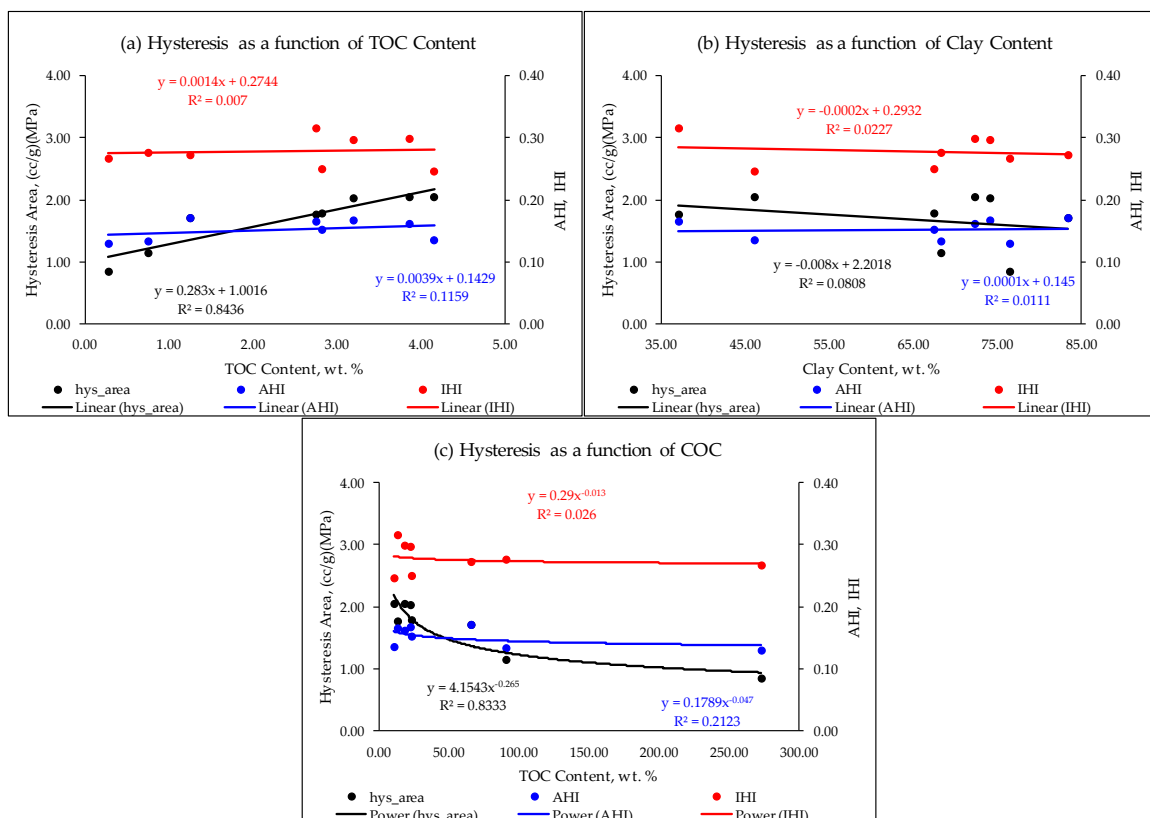 (a) Hysteresis as a function of TOC Content
4.00
3.00
2.00
1.00
0.00
Hysteresis Area, (cc/g)(MPa)
0.40
0.30
0.20
0.10
0.00
AHI, IHI
y = 0.0014x + 0.2744
R² = 0.007
y = 0.283x + 1.0016
R² = 0.8436
y = 0.0039x + 0.1429
R² = 0.1159
0.00 1.00 2.00 3.00 4.00 5.00
TOC Content, wt. %
hys_area AHI IHI
Linear (hys_area) Linear (AHI) Linear (IHI)
(b) Hysteresis as a function of Clay Content
4.00
3.00
2.00
1.00
0.00
Hysteresis Area, (cc/g)(MPa)
0.40
0.30
0.20
0.10
0.00
AHI, IHI
y = -0.0002x + 0.2932
R² = 0.0227
y = -0.008x + 2.2018
R² = 0.0808
y = 0.0001x + 0.145
R² = 0.0111
35.00 45.00 55.00 65.00 75.00 85.00
Clay Content, wt. %
hys_area AHI IHI
Linear (hys_area) Linear (AHI) Linear (IHI)
(c) Hysteresis as a function of COC
4.00
3.00
2.00
1.00
0.00
Hysteresis Area, (cc/g)(MPa)
0.40
0.30
0.20
0.10
0.00
AHI, IHI
y = 0.29x⁻⁰·⁰¹³
R² = 0.026
y = 4.1543x⁻⁰·²⁶⁵
R² = 0.8333
y = 0.1789x⁻⁰·⁰⁴⁷
R² = 0.2123
0.00 50.00 100.00 150.00 200.00 250.00 300.00
TOC Content, wt. %
hys_area AHI IHI
Power (hys_area) Power (AHI) Power (IHI)